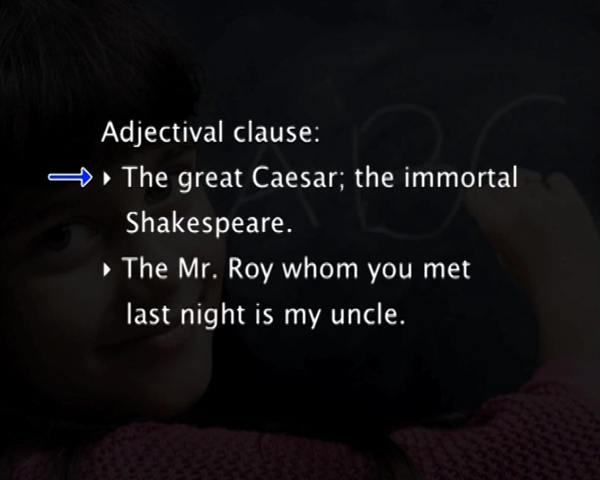 Adjectival clause:
The great Caesar; the immortal
Shakespeare.
The Mr. Roy whom you met
last night is my uncle.
ABC